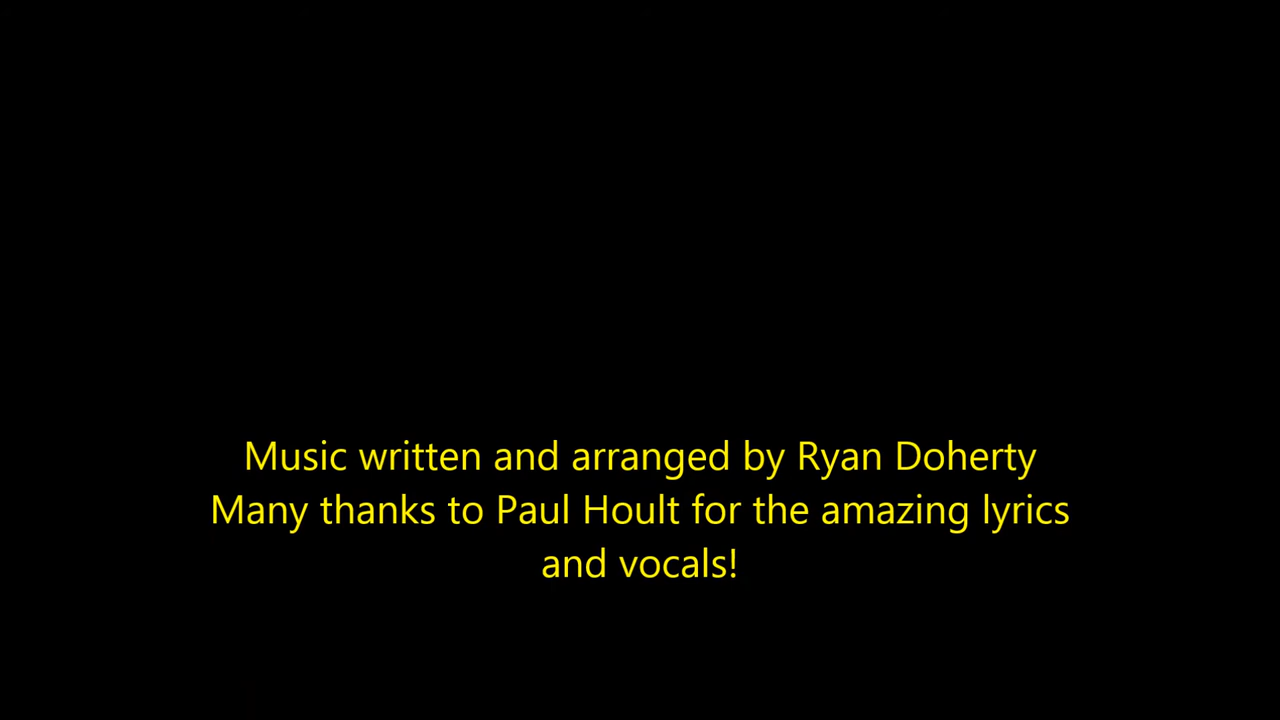 Music written and arranged by Ryan Doherty
Many thanks to Paul Hoult for the amazing lyrics
and vocals!